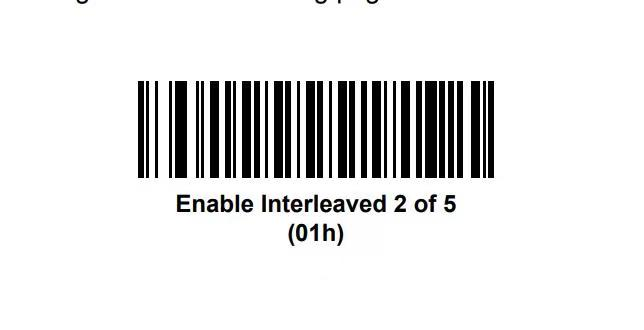 Enable Interleaved 2 of 5
(01h)